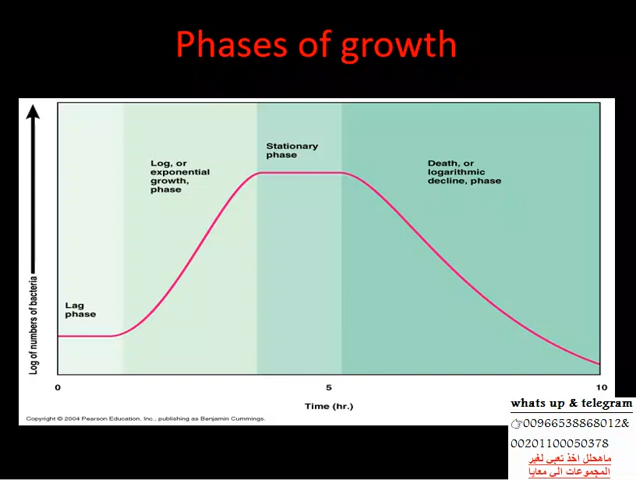 Phases of growth
Log of numbers of bacteria
Lag
phase
Log, or
exponential
growth,
phase
Stationary
phase
Death, or
logarithmic
decline, phase
0
5
10
Time (hr.)
Copyright © 2004 Pearson Education, Inc., publishing as Benjamin Cummings.
whats up & telegram
00966538868012&
00201100050378
ماهحلل اخذ تعبى لغير
المجموعات الى معايا